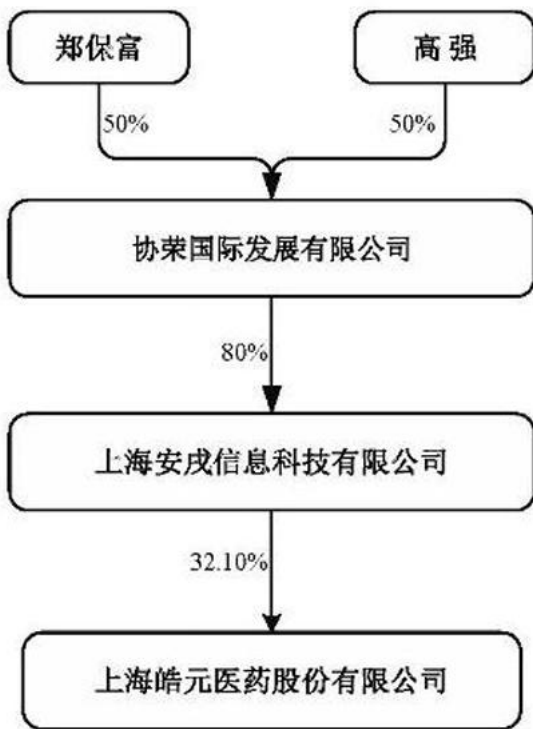 郑保富
高强
50%
50%
协荣国际发展有限公司
80%
上海安戌信息科技有限公司
32.10%
上海皓元医药股份有限公司